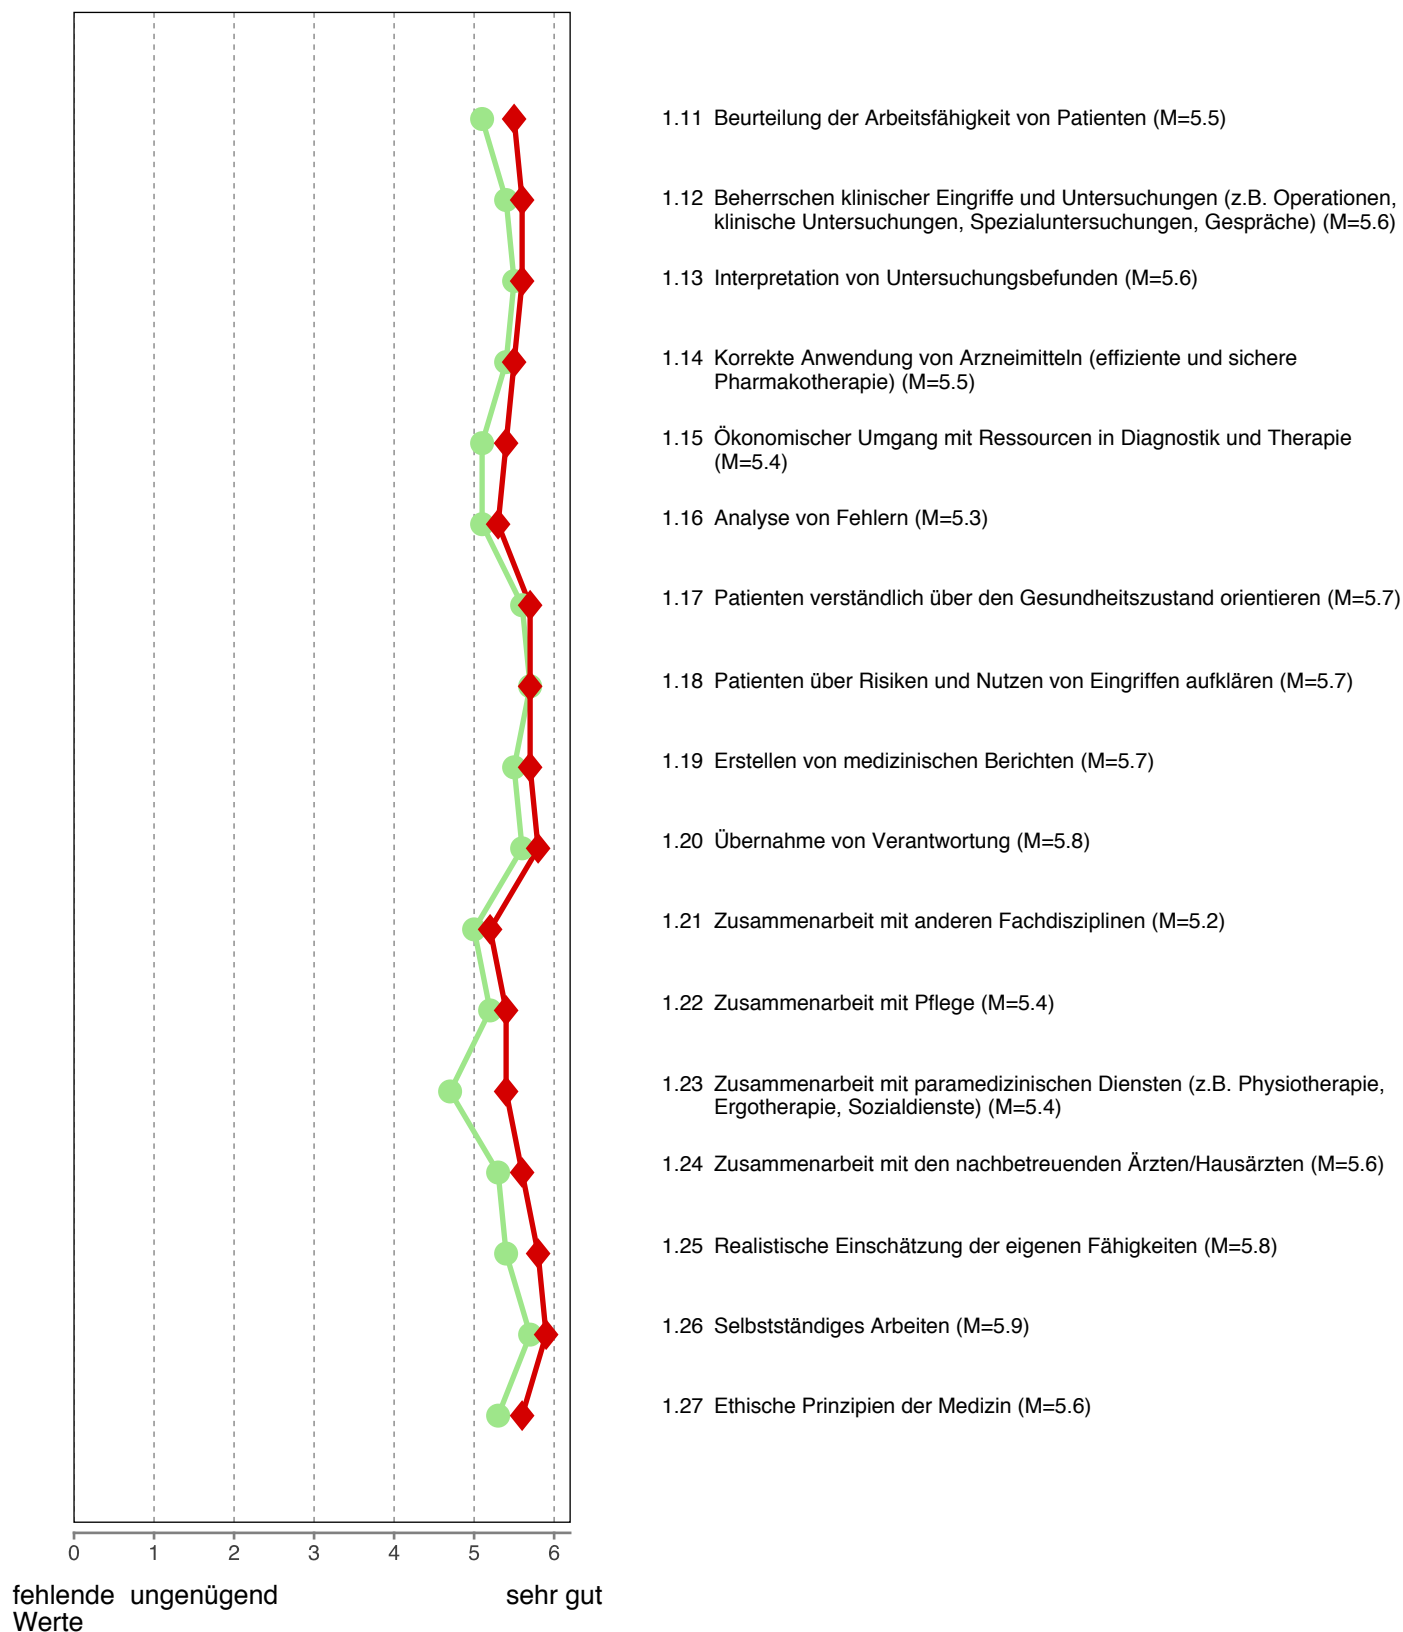 1.11 Beurteilung der Arbeitsfähigkeit von Patienten (M=5.5)
1.12 Beherrschen klinischer Eingriffe und Untersuchungen (z.B. Operationen,
klinische Untersuchungen, Spezialuntersuchungen, Gespräche) (M=5.6)
1.13 Interpretation von Untersuchungsbefunden (M=5.6)
1.14 Korrekte Anwendung von Arzneimitteln (effiziente und sichere
Pharmakotherapie) (M=5.5)
1.15 Ökonomischer Umgang mit Ressourcen in Diagnostik und Therapie
(M=5.4)
1.16 Analyse von Fehlern (M=5.3)
1.17 Patienten verständlich über den Gesundheitszustand orientieren (M=5.7)
1.18 Patienten über Risiken und Nutzen von Eingriffen aufklären (M=5.7)
1.19 Erstellen von medizinischen Berichten (M=5.7)
1.20 Übernahme von Verantwortung (M=5.8)
1.21 Zusammenarbeit mit anderen Fachdisziplinen (M=5.2)
1.22 Zusammenarbeit mit Pflege (M=5.4)
1.23 Zusammenarbeit mit paramedizinischen Diensten (z.B. Physiotherapie,
Ergotherapie, Sozialdienste) (M=5.4)
1.24 Zusammenarbeit mit den nachbetreuenden Ärzten/Hausärzten (M=5.6)
1.25 Realistische Einschätzung der eigenen Fähigkeiten (M=5.8)
1.26 Selbstständiges Arbeiten (M=5.9)
1.27 Ethische Prinzipien der Medizin (M=5.6)
0 1 2 3 4 5 6
fehlende ungenügend sehr gut
Werte